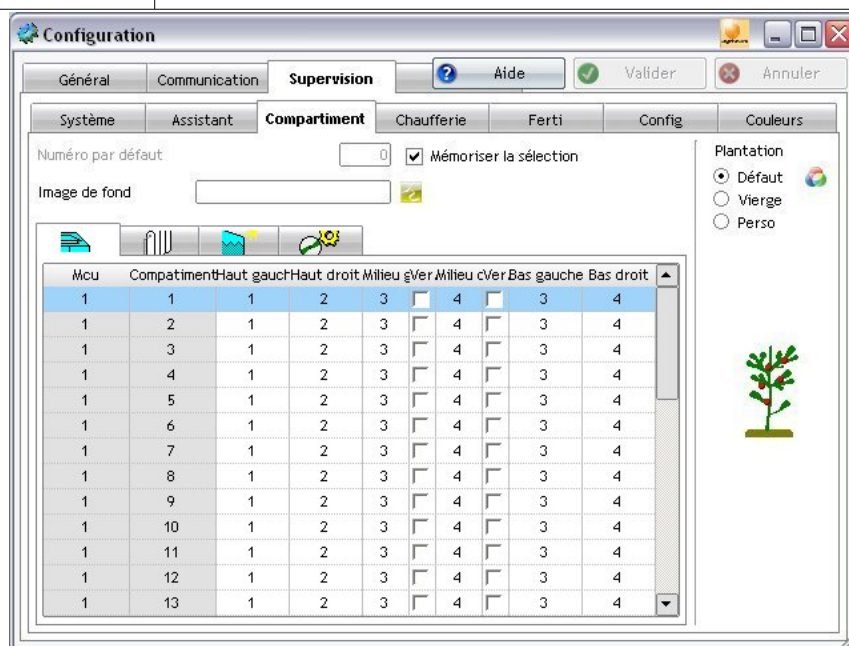 Configuration
Général Communication Supervision Aide Valider Annuler
Système Assistant Compartiment Chaufferie Ferti Config Couleurs
Numéro par défaut 0 Mémoriser la sélection Plantation
Image de fond Défaut
Vierge
Perso
Mcu Compatiment Haut gaucH Haut droit Milieu g Ver Milieu d Ver Bas gauche Bas droit
1 1 1 2 3 4 3 4
1 2 1 2 3 4 3 4
1 3 1 2 3 4 3 4
1 4 1 2 3 4 3 4
1 5 1 2 3 4 3 4
1 6 1 2 3 4 3 4
1 7 1 2 3 4 3 4
1 8 1 2 3 4 3 4
1 9 1 2 3 4 3 4
1 10 1 2 3 4 3 4
1 11 1 2 3 4 3 4
1 12 1 2 3 4 3 4
1 13 1 2 3 4 3 4